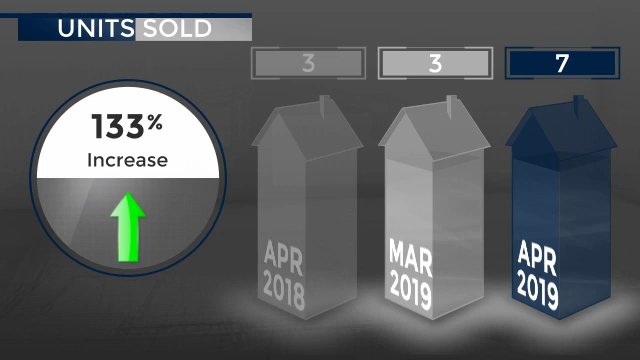 UNITS SOLD
3
3
7
133%
Increase
APR
2018
MAR
2019
APR
2019